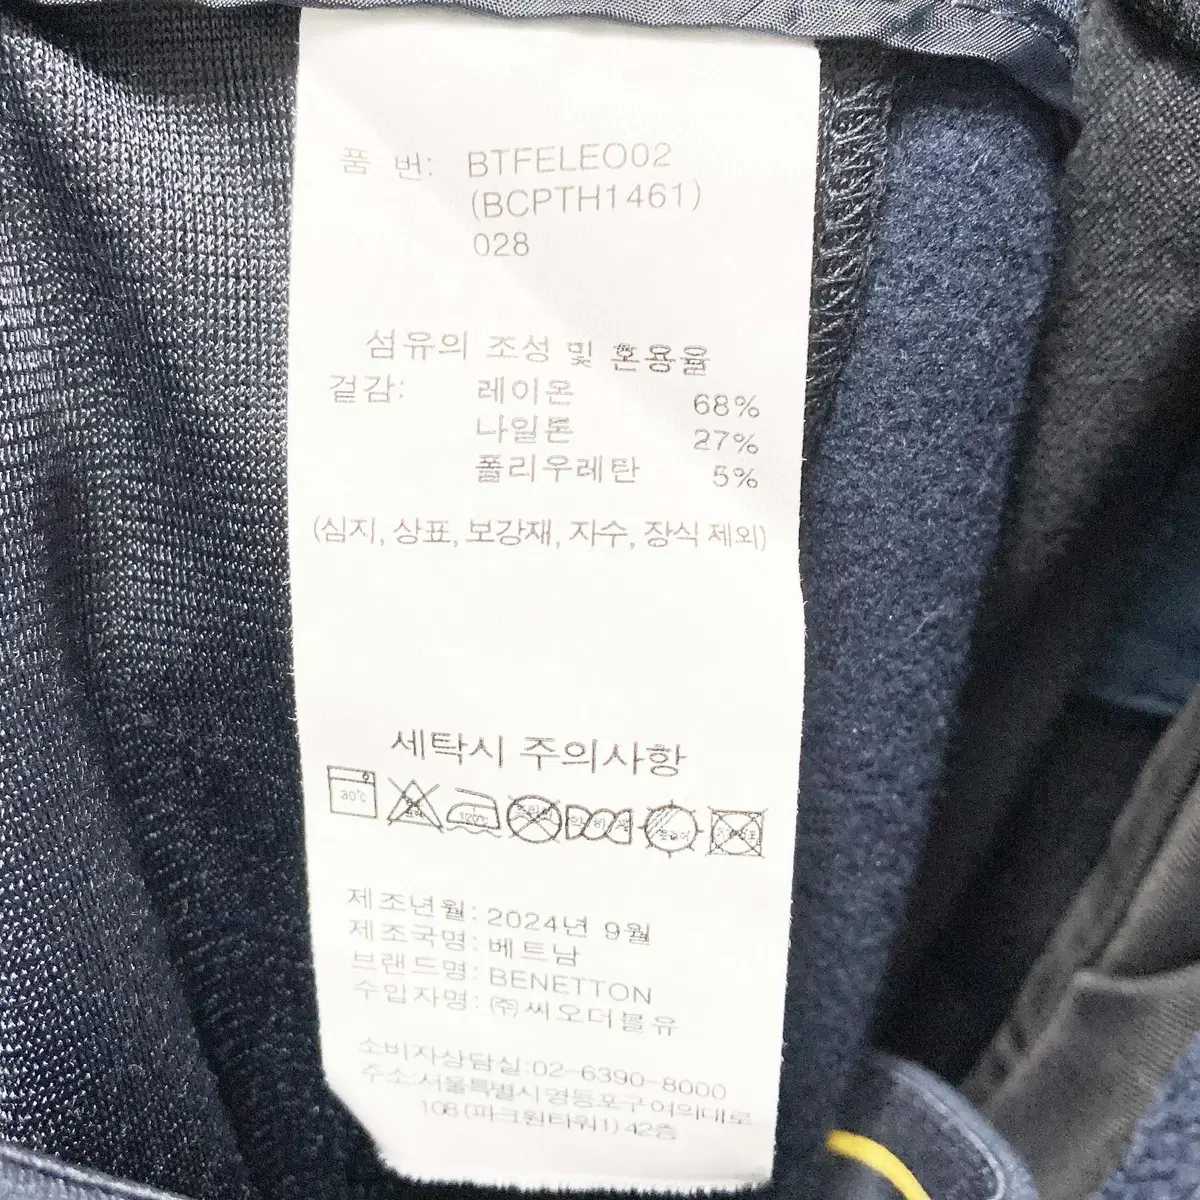 품 번: BTFELEO02
(BCPTH1461)
028
섬유의 조성 및 혼용율
겉감: 레이온 68%
나일론 27%
폴리우레탄 5%
(심지, 상표, 보강재, 자수, 장식 제외)
세탁시 주의사항
30℃ 120℃
제조년월: 2024년 9월
제조국명: 베트남
브랜드명: BENETTON
수입자명: ㈜씨오더블유
소비자상담실:02-6390-8000
주소:서울특별시영등포구여의대로
108(파크원타워1) 42층